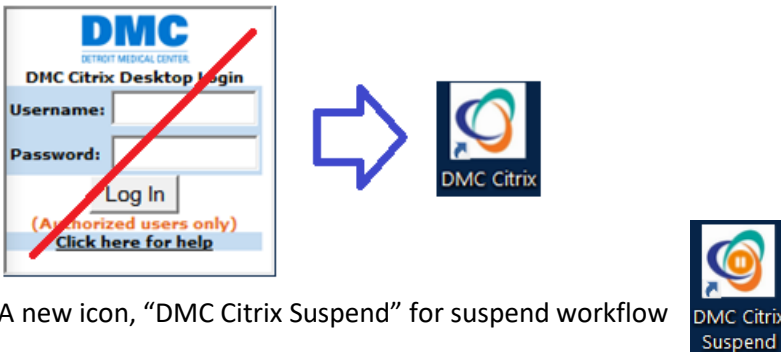 DMC
DETROIT MEDICAL CENTER.
DMC Citrix Desktop Login
Username:
Password:
Log In
(Authorized users only)
Click here for help
DMC Citrix
A new icon, “DMC Citrix Suspend” for suspend workflow
DMC Citrix
Suspend